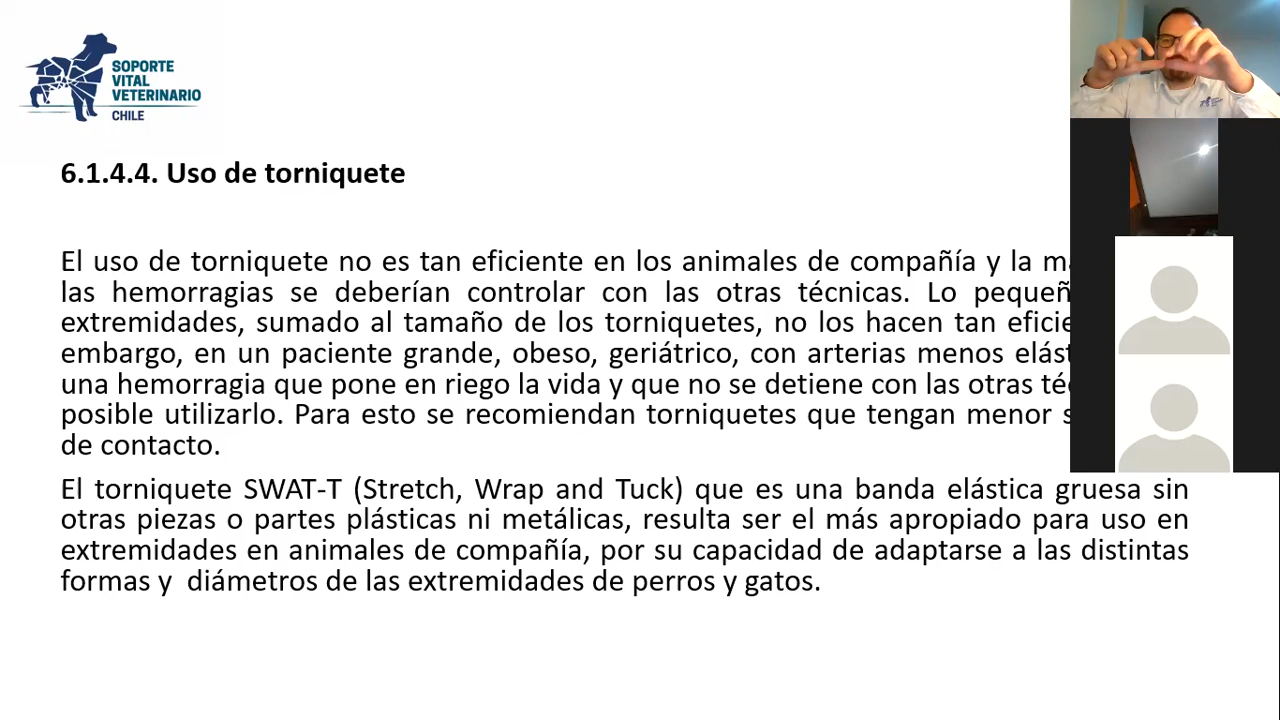 SOPORTE
VITAL
VETERINARIO
CHILE
6.1.4.4. Uso de torniquete
El uso de torniquete no es tan eficiente en los animales de compañía y la
las hemorragias se deberían controlar con las otras técnicas. Lo
extremidades, sumado al tamaño de los torniquetes, no los hacen tan
embargo, en un paciente grande, obeso, geriátrico, con arterias menos
una hemorragia que pone en riego la vida y que no se detiene con las otras
posible utilizarlo. Para esto se recomiendan torniquetes que tengan menor
de contacto.
El torniquete SWAT-T (Stretch, Wrap and Tuck) que es una banda elástica gruesa sin
otras piezas o partes plásticas ni metálicas, resulta ser el más apropiado para uso en
extremidades en animales de compañía, por su capacidad de adaptarse a las distintas
formas y diámetros de las extremidades de perros y gatos.